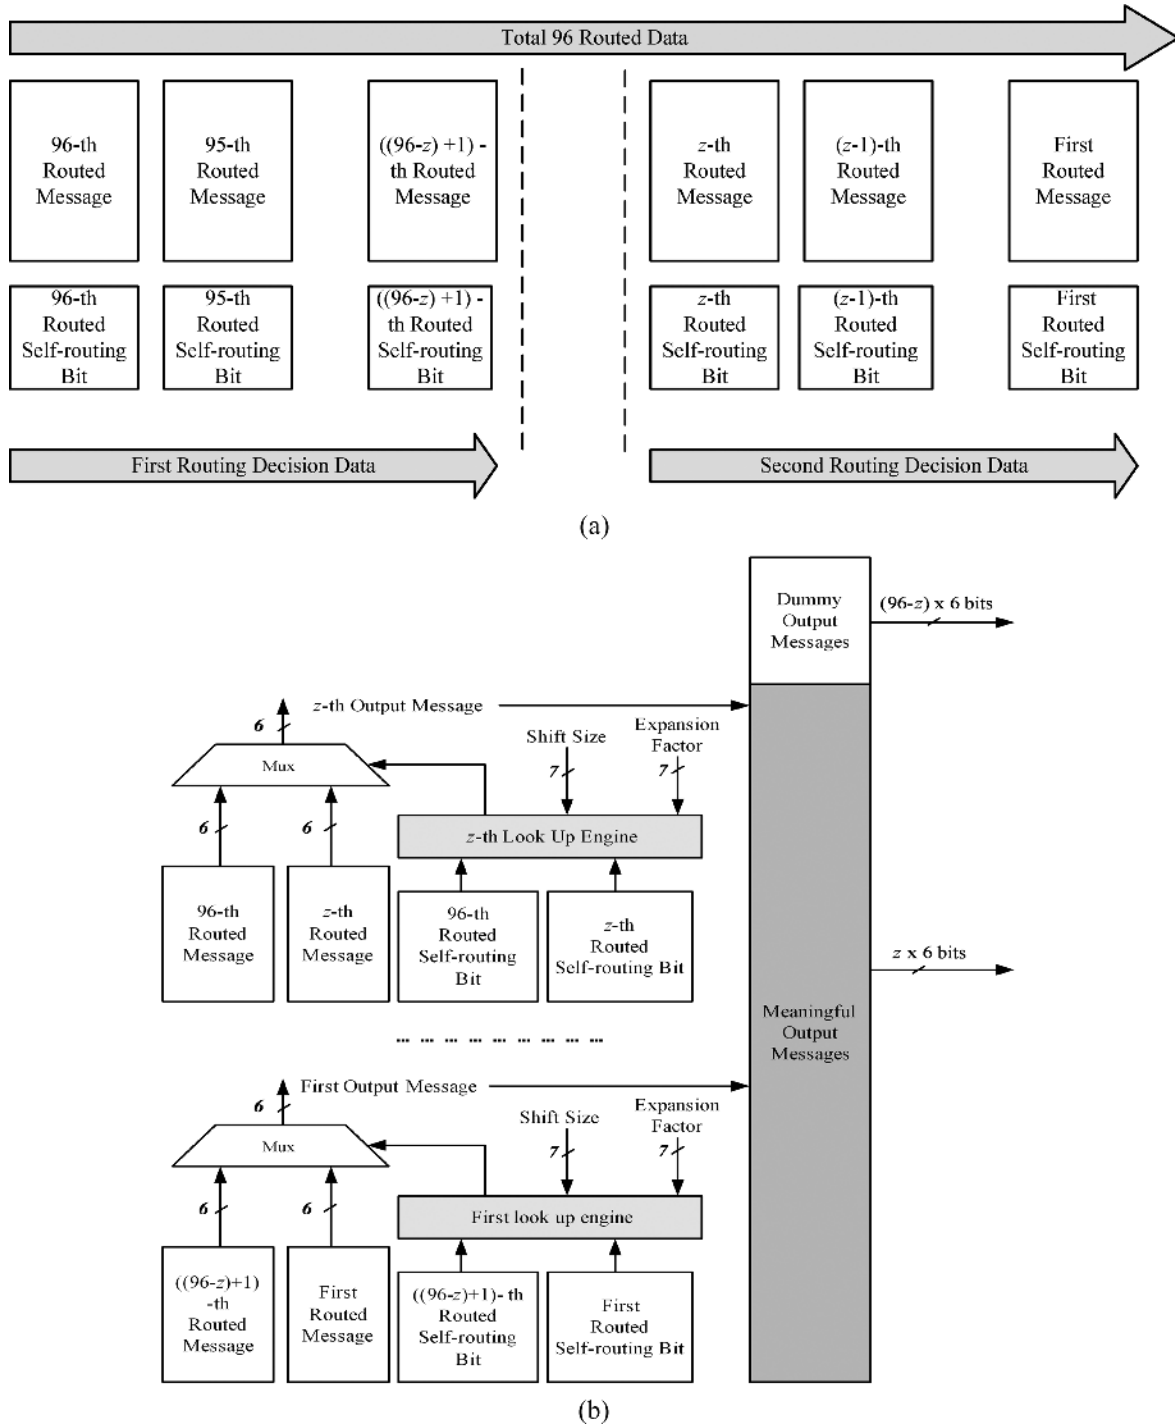 Total 96 Routed Data
96-th
Routed
Message
95-th
Routed
Message
((96-z) +1) -
th Routed
Message
z-th
Routed
Message
(z-1)-th
Routed
Message
First
Routed
Message
96-th
Routed
Self-routing
Bit
95-th
Routed
Self-routing
Bit
((96-z) +1) -
th Routed
Self-routing
Bit
z-th
Routed
Self-routing
Bit
(z-1)-th
Routed
Self-routing
Bit
First
Routed
Self-routing
Bit
First Routing Decision Data
Second Routing Decision Data
(a)
Dummy
Output
Messages
(96-z) x 6 bits
z-th Output Message
6
Shift Size
Expansion
Factor
Mux
7
7
6
6
z-th Look Up Engine
96-th
Routed
Message
z-th
Routed
Message
96-th
Routed
Self-routing
Bit
z-th
Routed
Self-routing Bit
z x 6 bits
Meaningful
Output
Messages
First Output Message
6
Shift Size
Expansion
Factor
Mux
7
7
6
6
First look up engine
((96-z)+1)
-th
Routed
Message
First
Routed
Message
((96-z)+1)- th
Routed
Self-routing
Bit
First
Routed
Self-routing Bit
(b)